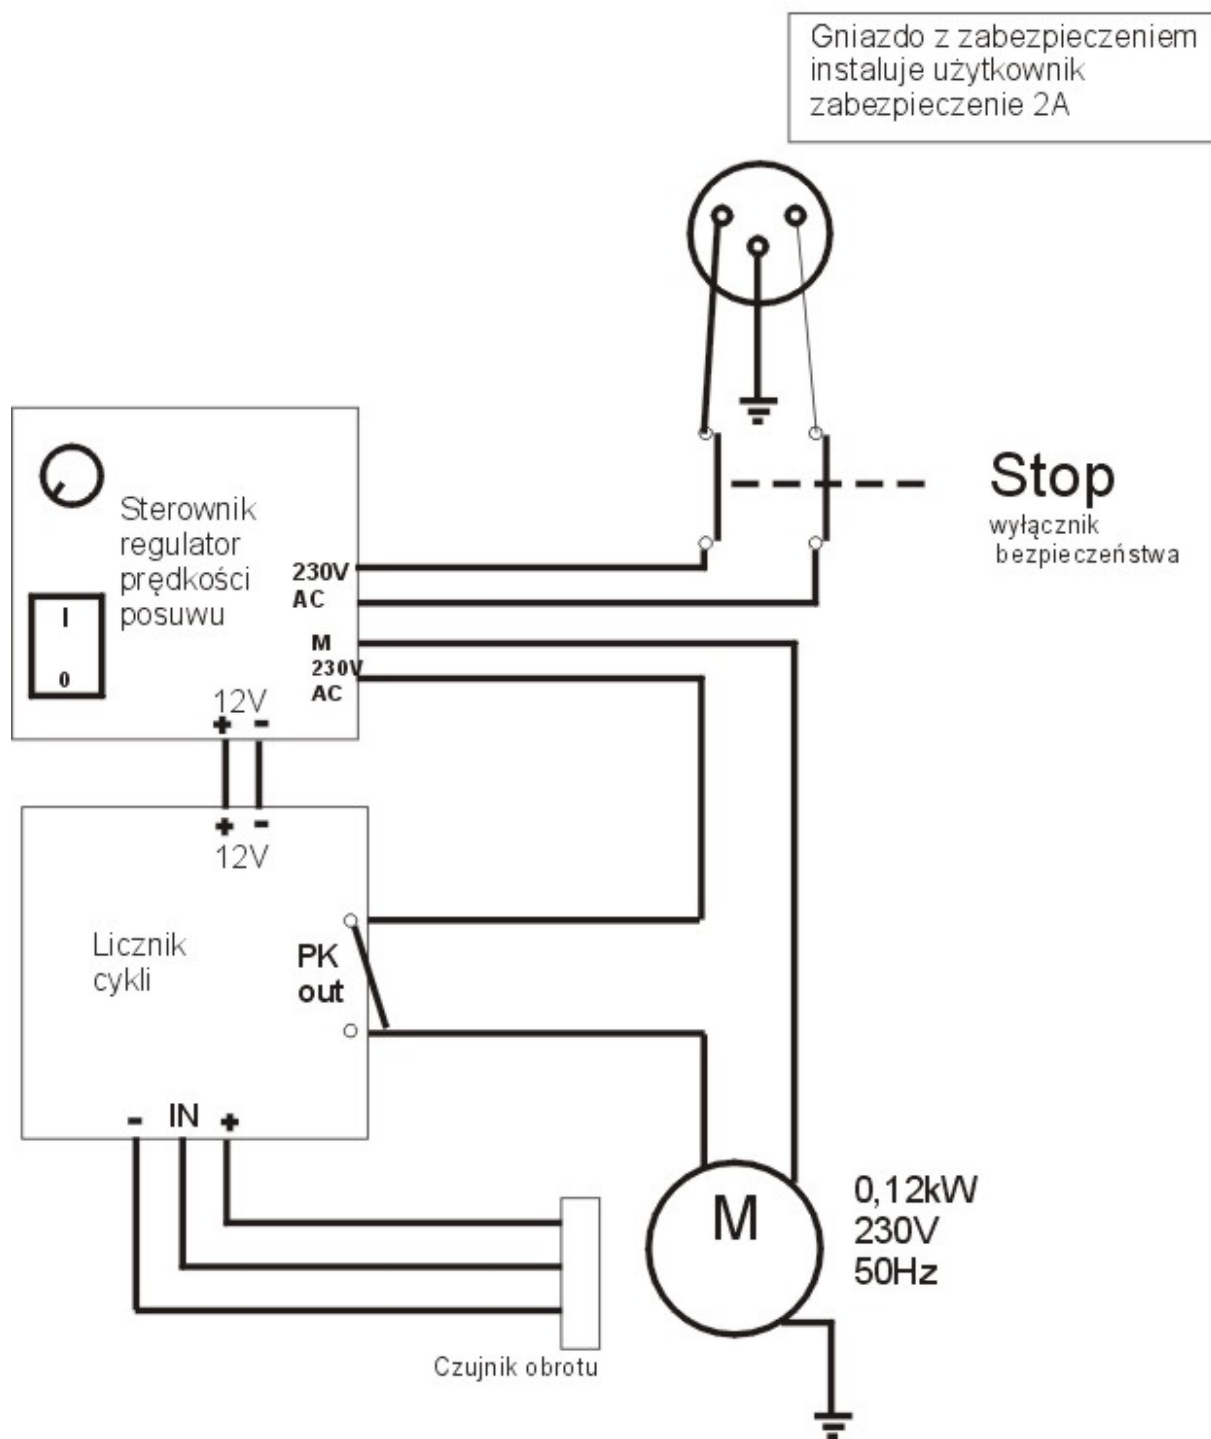 Gniazdo z zabezpieczeniem
instaluje użytkownik
zabezpieczenie 2A
Stop
wyłącznik
bezpieczeństwa
Sterownik
regulator
prędkości
posuwu
I
0
230V
AC
M
230V
AC
12V
+ -
+ -
12V
Licznik
cykli
PK
out
- IN +
M
0,12kW
230V
50Hz
Czujnik obrotu